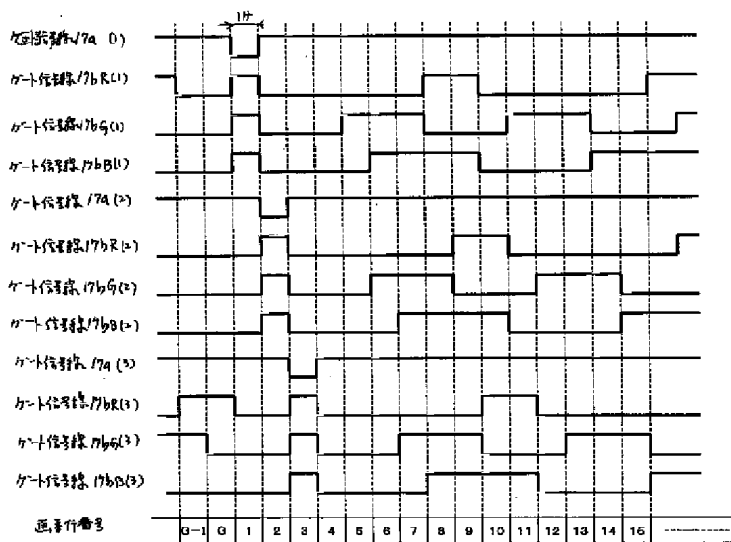 1H
ゲート信号線17a (1)
ゲート信号線17bR(1)
ゲート信号線17bG(1)
ゲート信号線17bB(1)
ゲート信号線 17a(2)
ゲート信号線17bR(2)
ゲート信号線17bG(2)
ゲート信号線17bB(2)
ゲート信号線 17a(3)
ゲート信号線17bR(3)
ゲート信号線17bG(3)
ゲート信号線17bB(3)
画素行番号 G-1 G 1 2 3 4 5 6 7 8 9 10 11 12 13 14 15